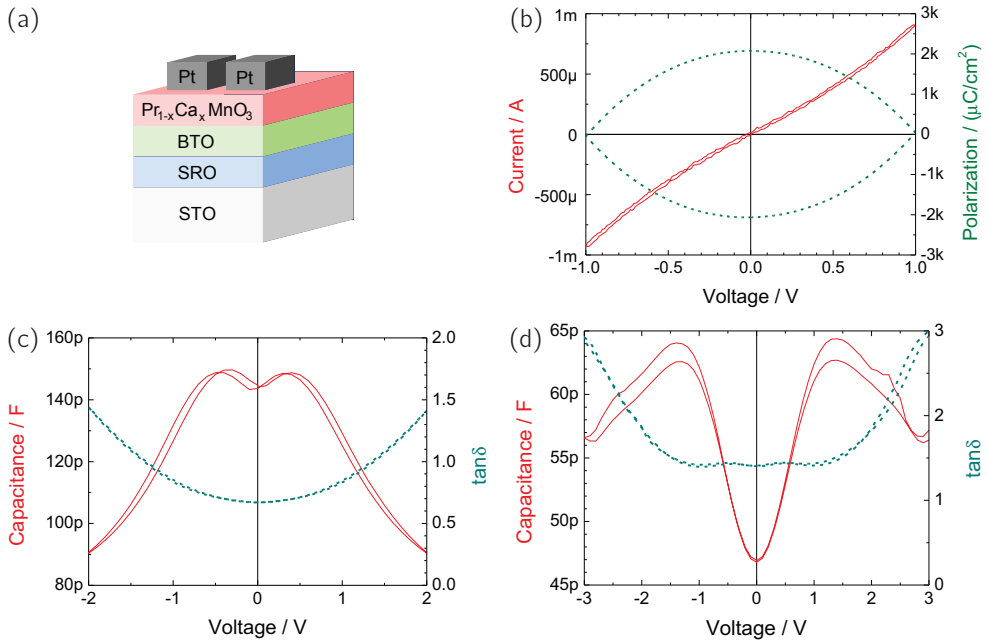 (a)
Pt Pt
Pr1-xCaxMnO3
BTO
SRO
STO
(b)
1m
500µ
0
-500µ
-1m
Current / A
3k
2k
1k
0
-1k
-2k
-3k
Polarization / (µC/cm²)
-1.0 -0.5 0.0 0.5 1.0
Voltage / V
(c)
160p
140p
120p
100p
80p
Capacitance / F
2.0
1.5
1.0
0.5
0.0
tanδ
-2 -1 0 1 2
Voltage / V
(d)
65p
60p
55p
50p
45p
Capacitance / F
3
2
1
0
tanδ
-3 -2 -1 0 1 2 3
Voltage / V